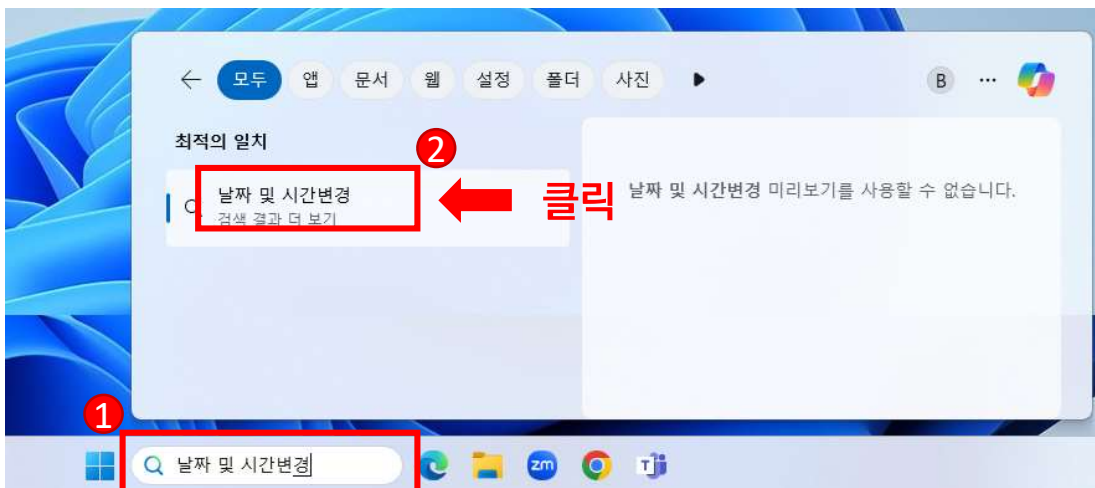 모두 앱 문서 웹 설정 폴더 사진 B ...
최적의 일치
2
날짜 및 시간변경
검색 결과 더 보기
클릭
날짜 및 시간변경 미리보기를 사용할 수 없습니다.
1
날짜 및 시간변경
zm
T